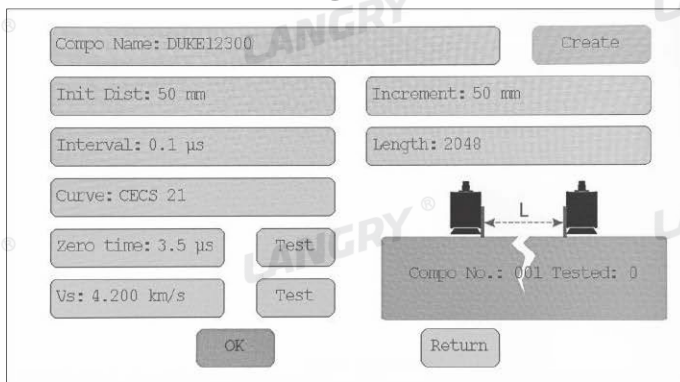 Compo Name: DUKE12300
Create
Init Dist: 50 mm
Increment: 50 mm
Interval: 0.1 μs
Length: 2048
Curve: CECS 21
L
Zero time: 3.5 μs
Test
Compo No.: 001 Tested: 0
Vs: 4.200 km/s
Test
OK
Return
LANGRY
LANGRY ®
®
®